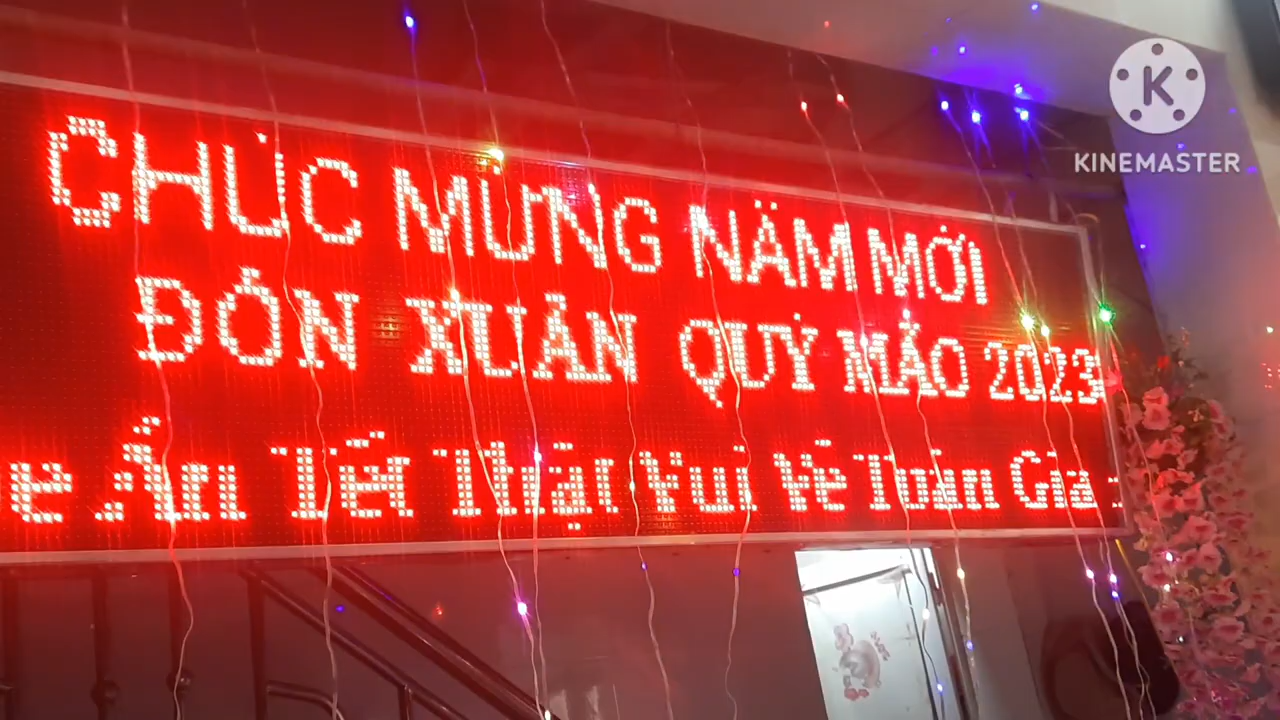 CHÚC MỪNG NĂM MỚI
ĐÓN XUÂN QUÝ MÃO 2023
Ăn Tết Thật Vui Vẻ Toàn Gia
KINEMASTER